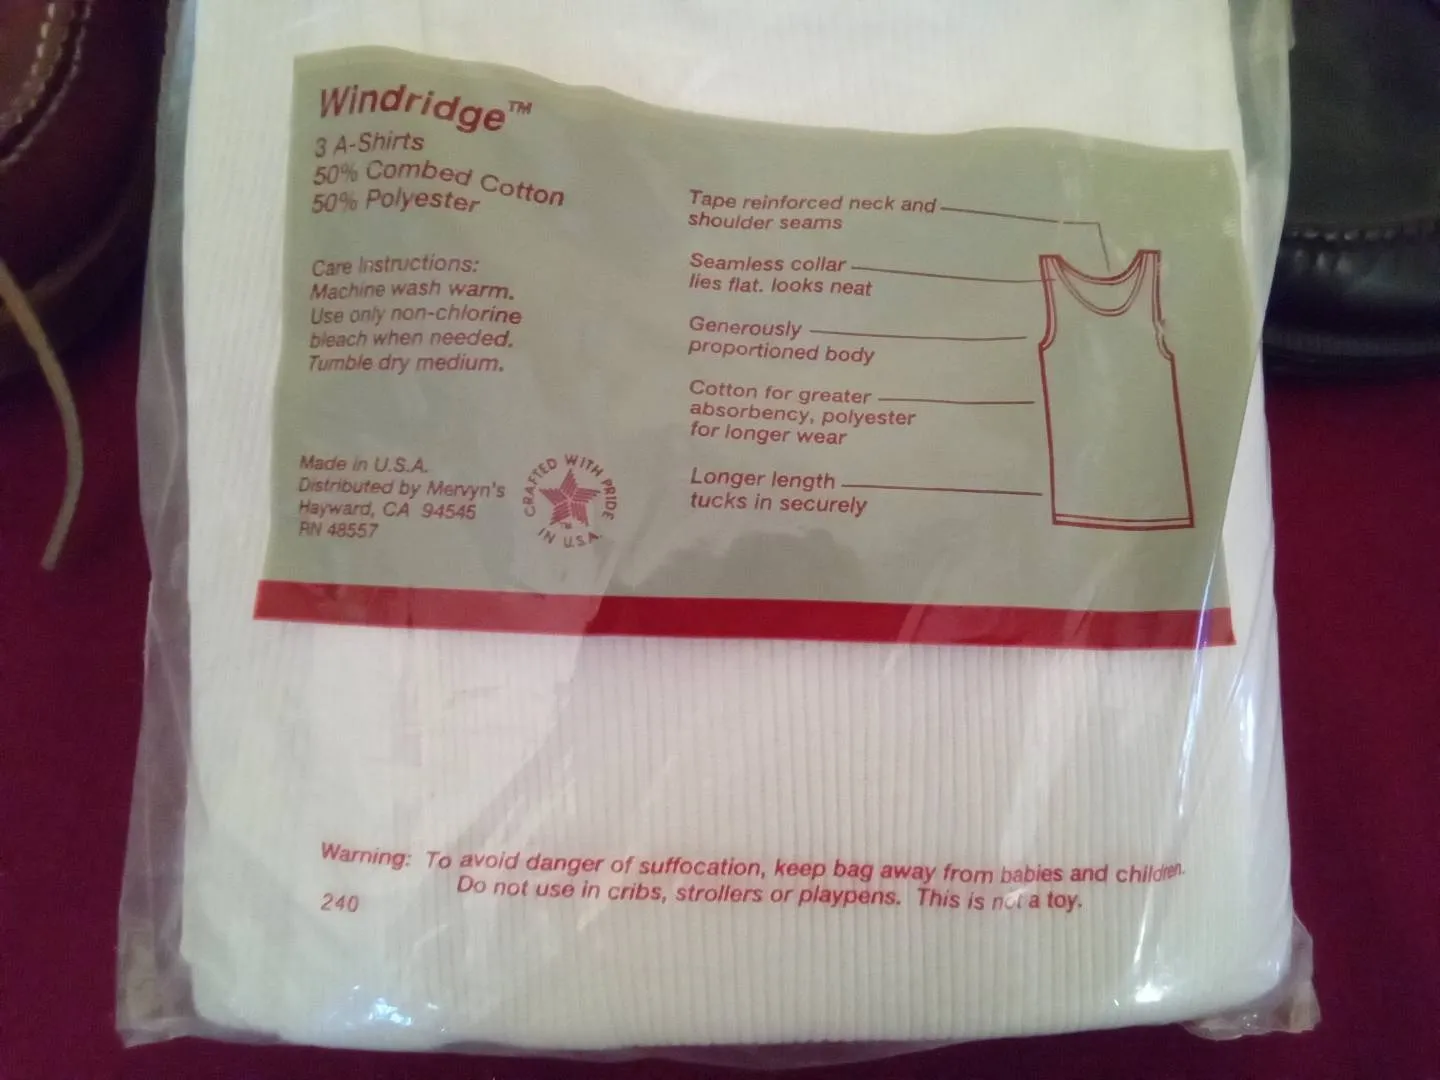 Windridge™
3 A-Shirts
50% Combed Cotton
50% Polyester
Care Instructions:
Machine wash warm.
Use only non-chlorine
bleach when needed.
Tumble dry medium.
Made in U.S.A.
Distributed by Mervyn's
Hayward, CA 94545
RN 48557
CRAFTED WITH PRIDE
IN U.S.A.
Tape reinforced neck and
shoulder seams
Seamless collar
lies flat. looks neat
Generously
proportioned body
Cotton for greater
absorbency, polyester
for longer wear
Longer length
tucks in securely
Warning: To avoid danger of suffocation, keep bag away from babies and children.
Do not use in cribs, strollers or playpens. This is not a toy.
240